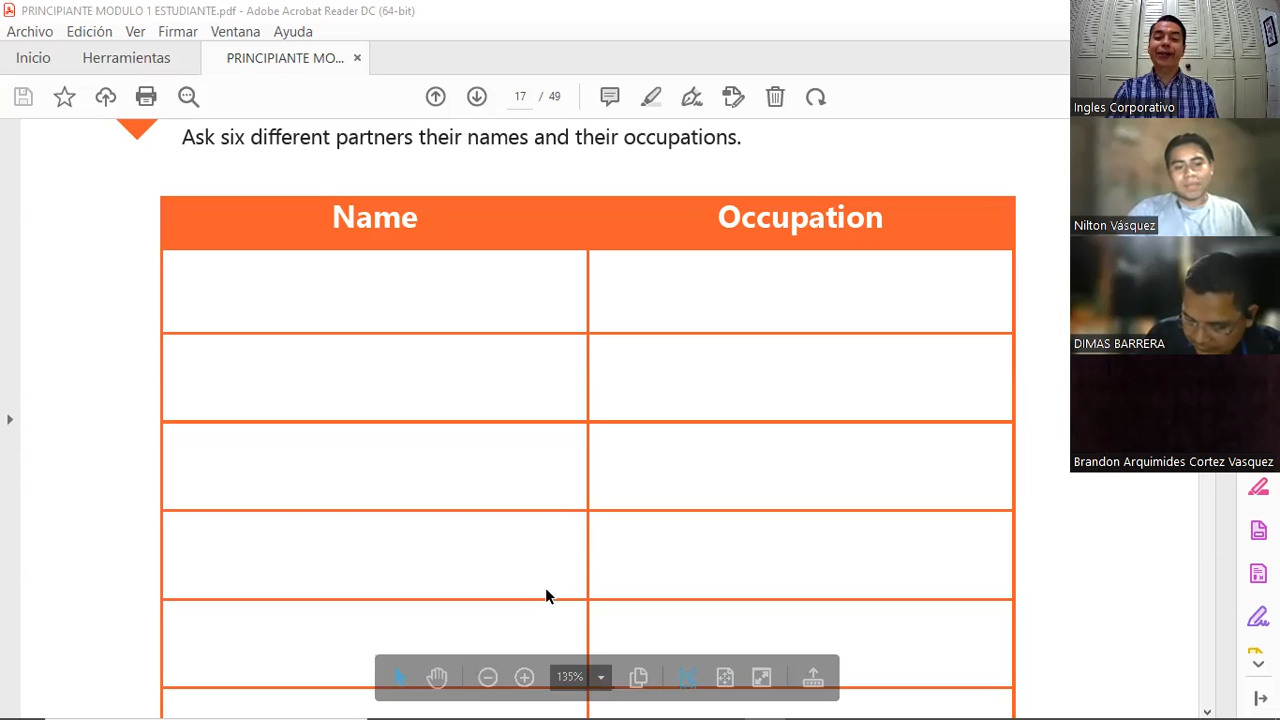 PRINCIPIANTE MODULO 1 ESTUDIANTE.pdf - Adobe Acrobat Reader DC (64-bit)
Archivo Edición Ver Firmar Ventana Ayuda
Inicio Herramientas PRINCIPIANTE MO... ×
17 / 49
Ask six different partners their names and their occupations.
Name Occupation
135%
Ingles Corporativo
Nilton Vásquez
DIMAS BARRERA
Brandon Arquimides Cortez Vasquez